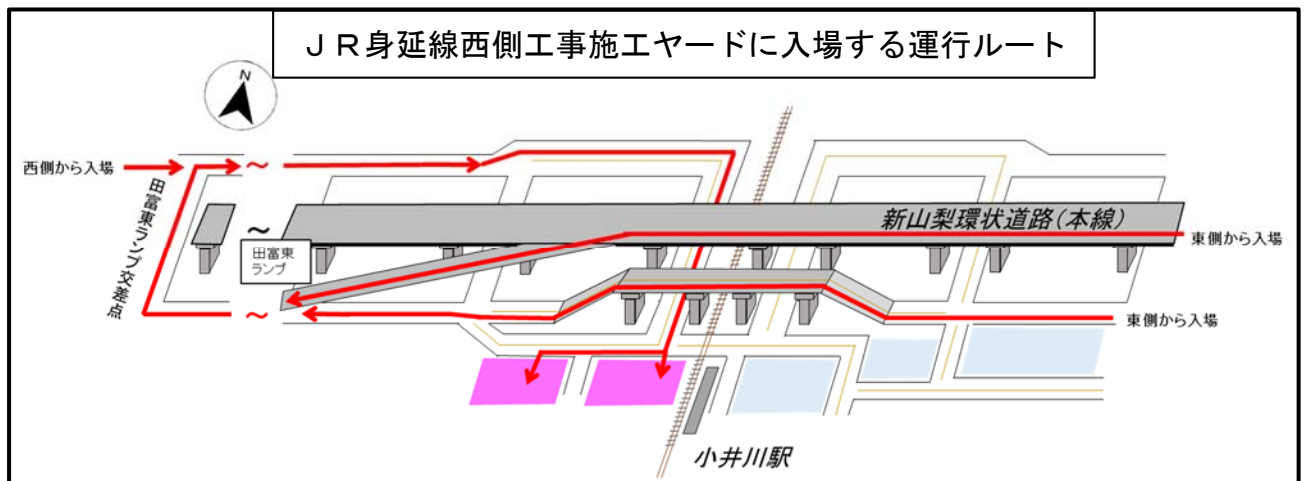 ＪＲ身延線西側工事施工ヤードに入場する運行ルート
N
西側から入場
～
田富東ランプ交差点
～
新山梨環状道路(本線)
田富東
ランプ
東側から入場
～
東側から入場
小井川駅